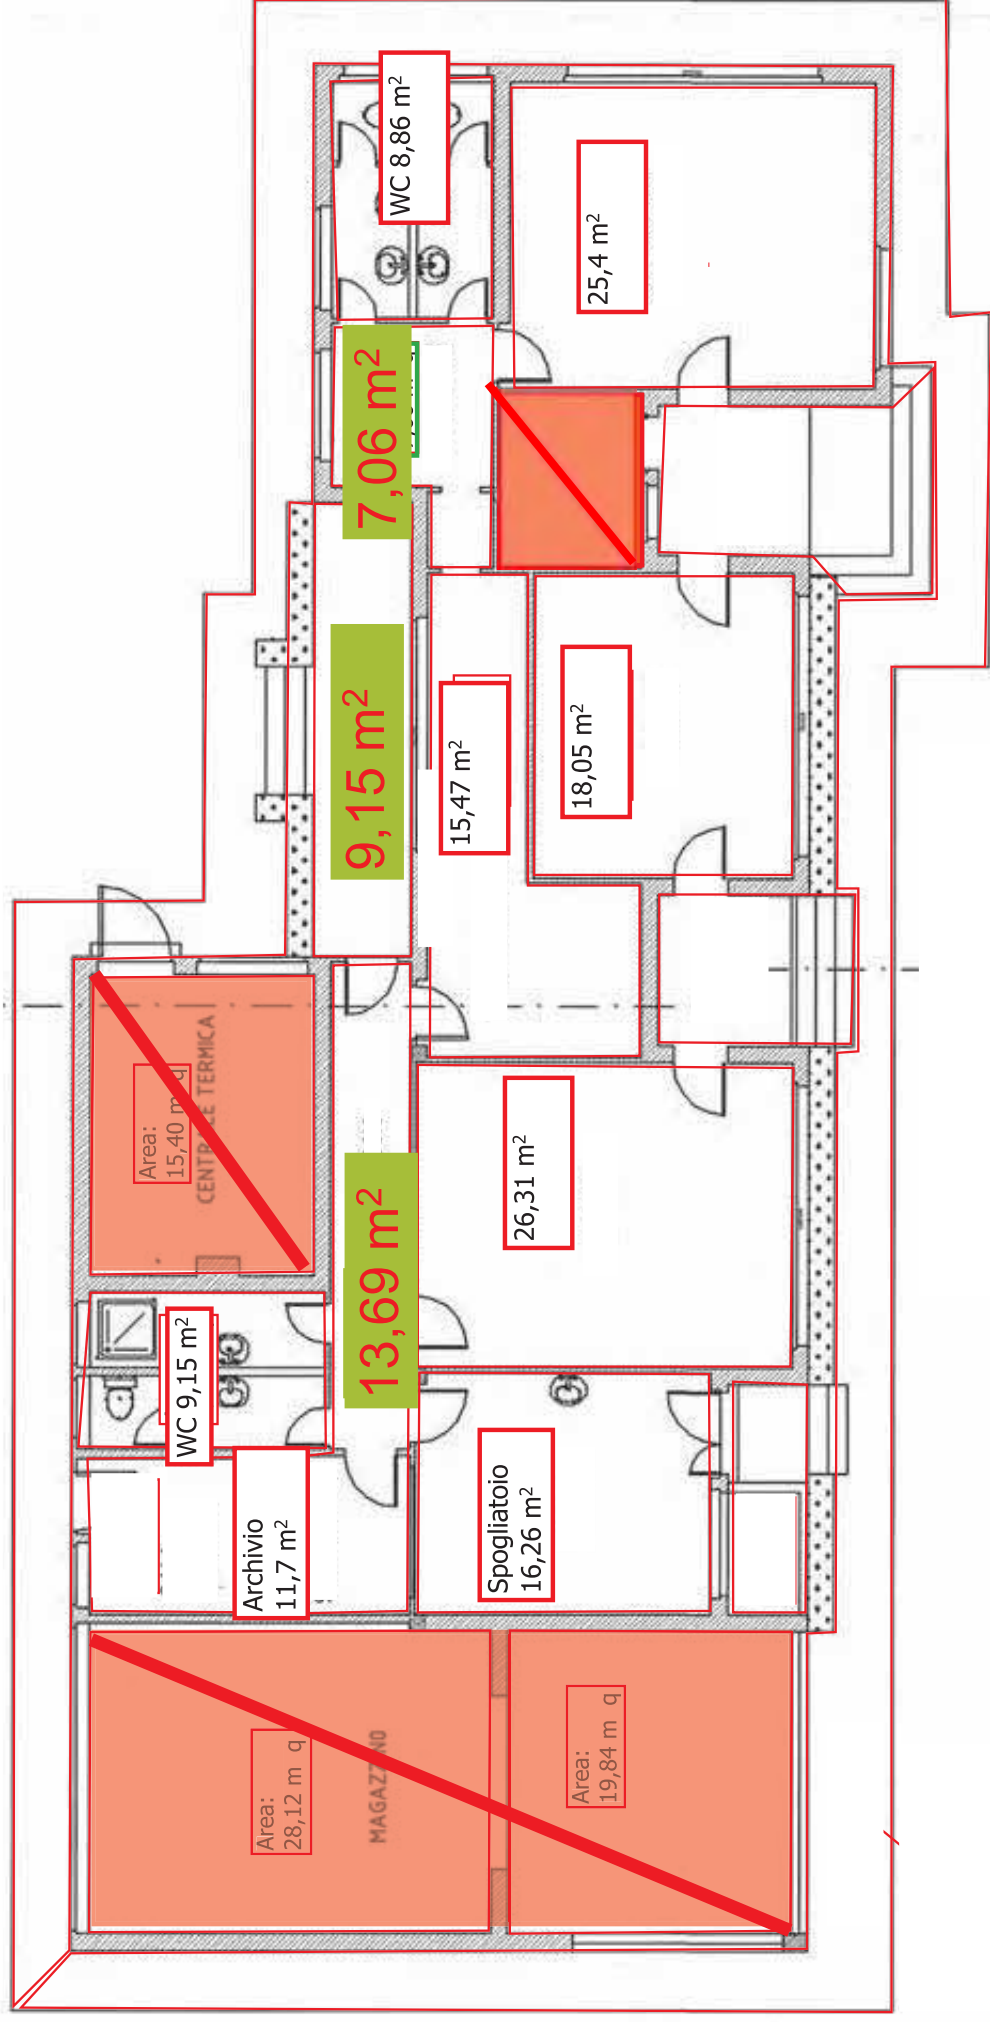 WC 8,86 m²
25,4 m²
7,06 m²
9,15 m²
15,47 m²
18,05 m²
Area:
15,40 m q
CENTRALE TERMICA
26,31 m²
13,69 m²
WC 9,15 m²
Archivio
11,7 m²
Spogliatoio
16,26 m²
Area:
28,12 m q
MAGAZZINO
Area:
19,84 m q